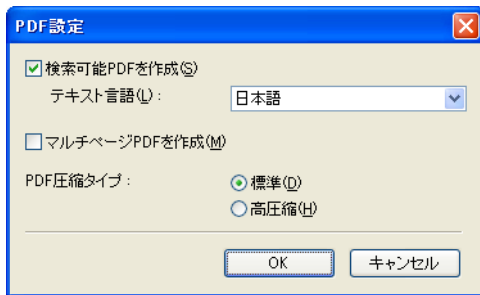 PDF設定
検索可能PDFを作成(S)
テキスト言語(L)：
日本語
マルチページPDFを作成(M)
PDF圧縮タイプ：
標準(D)
高圧縮(H)
OK
キャンセル